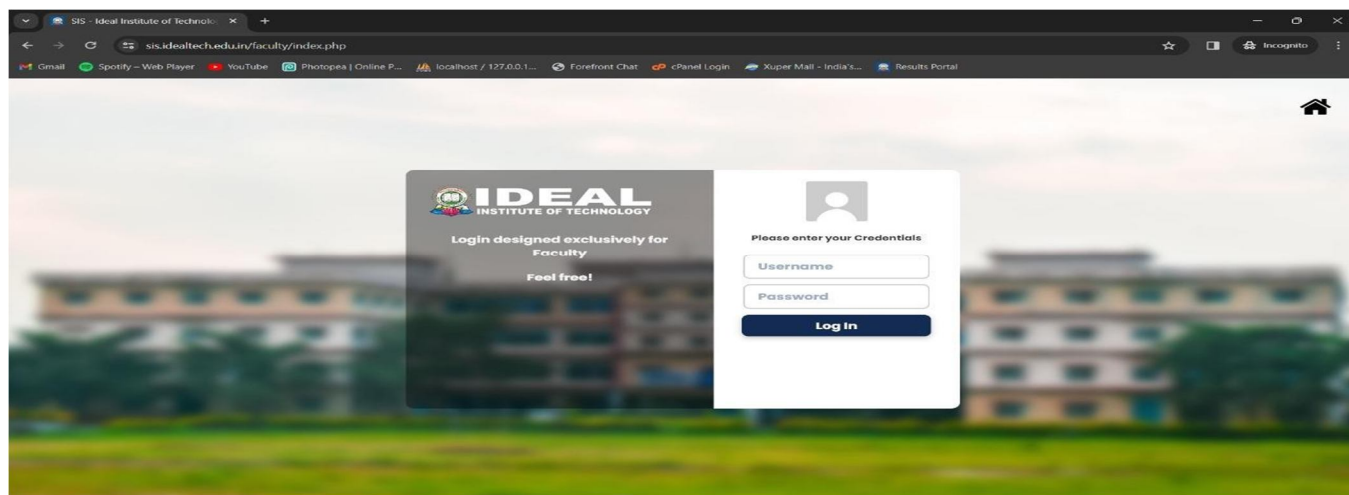 SIS - Ideal Institute of Technolo
sis.idealtech.edu.in/faculty/index.php
Incognito
Gmail
Spotify – Web Player
YouTube
Photopea | Online P...
localhost / 127.0.0.1...
Forefront Chat
cPanel Login
Xuper Mall - India's...
Results Portal
IDEAL
INSTITUTE OF TECHNOLOGY
Login designed exclusively for
Faculty
Feel free!
Please enter your Credentials
Username
Password
Log In